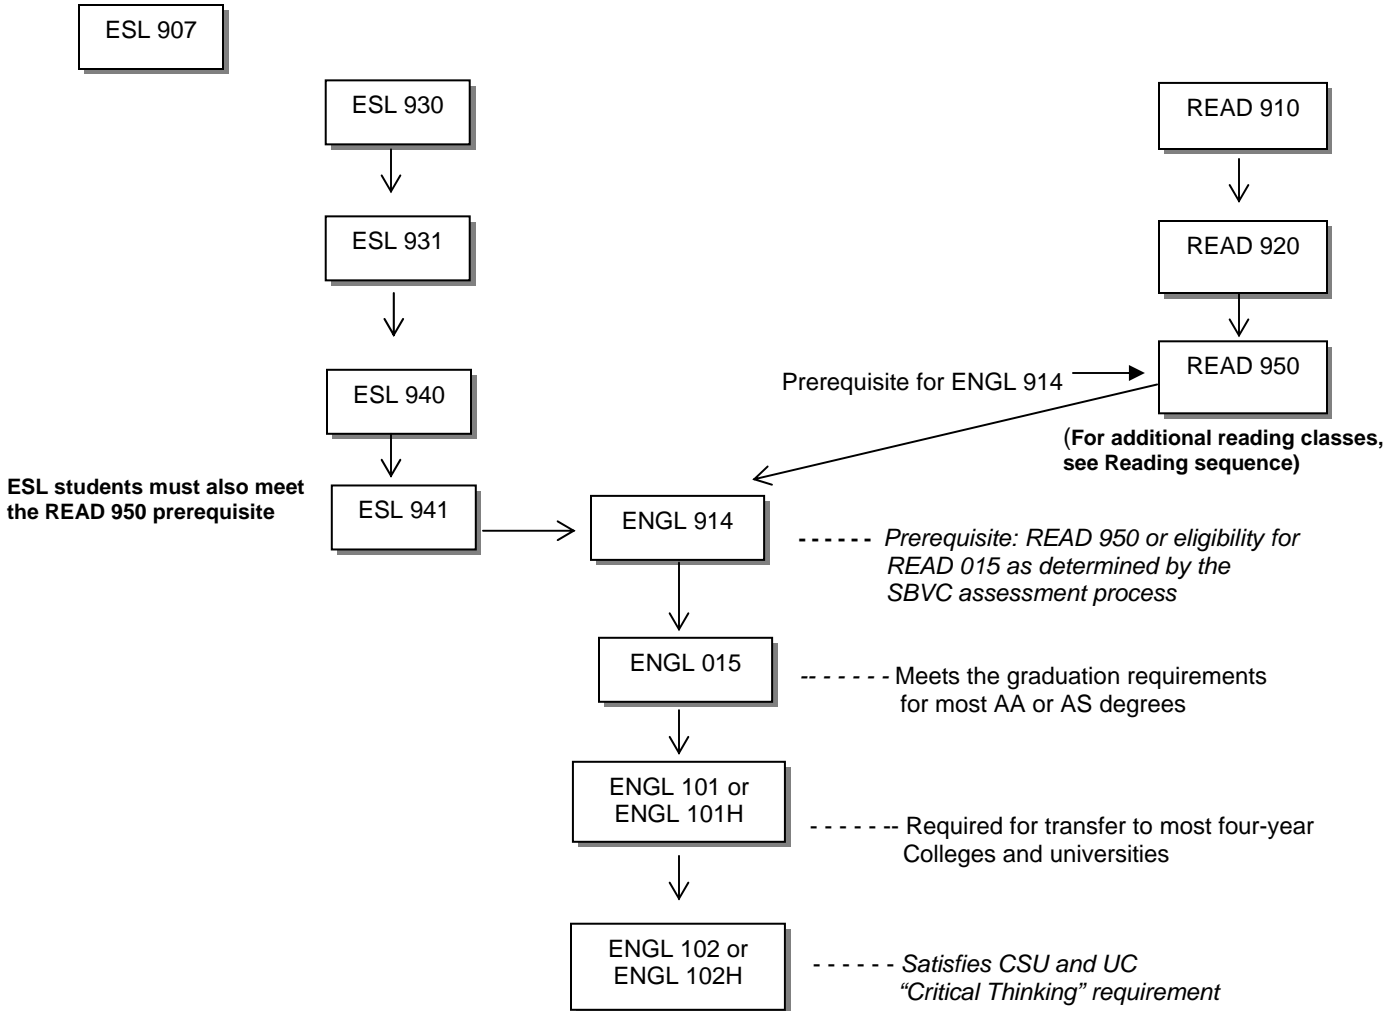 ESL 907
ESL 930
READ 910
ESL 931
READ 920
READ 950
Prerequisite for ENGL 914
ESL 940
(For additional reading classes,
see Reading sequence)
ESL students must also meet
the READ 950 prerequisite
ESL 941
ENGL 914
------ Prerequisite: READ 950 or eligibility for
READ 015 as determined by the
SBVC assessment process
ENGL 015
-- - - - - - Meets the graduation requirements
for most AA or AS degrees
ENGL 101 or
ENGL 101H
- - - - - -- Required for transfer to most four-year
Colleges and universities
ENGL 102 or
ENGL 102H
- - - - - - Satisfies CSU and UC
“Critical Thinking” requirement